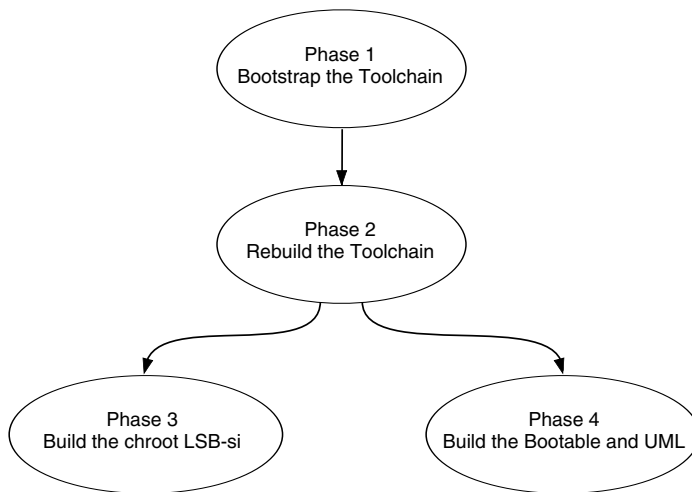 Phase 1
Bootstrap the Toolchain
Phase 2
Rebuild the Toolchain
Phase 3
Build the chroot LSB-si
Phase 4
Build the Bootable and UML